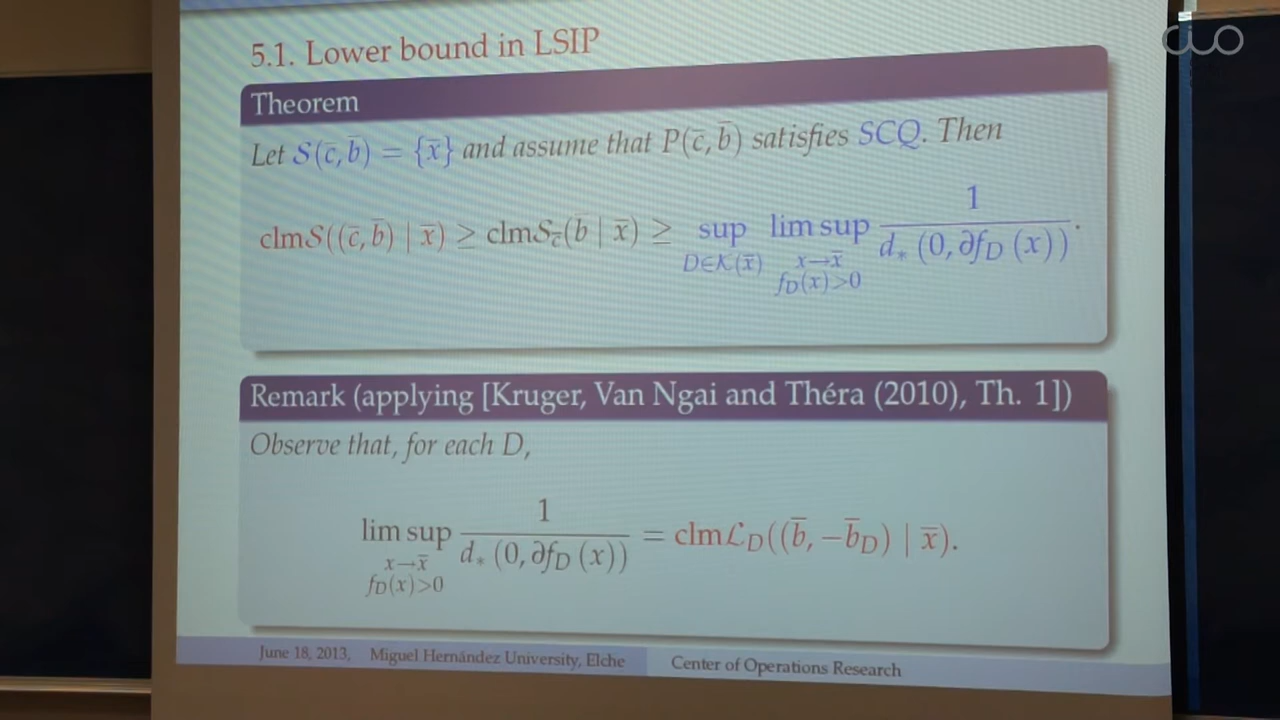 cio
5.1. Lower bound in LSIP
Theorem
Let S(c̄, b̄) = {x̄} and assume that P(c̄, b̄) satisfies SCQ. Then
clmS((c̄, b̄) | x̄) ≥ clmS_c̄(b̄ | x̄) ≥ sup_{D∈K(x̄)} lim sup_{x→x̄, f_D(x)>0} 1 / d_*(0, ∂f_D(x)).
Remark (applying [Kruger, Van Ngai and Théra (2010), Th. 1])
Observe that, for each D,
lim sup_{x→x̄, f_D(x)>0} 1 / d_*(0, ∂f_D(x)) = clmL_D((b̄, −b̄_D) | x̄).
June 18, 2013, Miguel Hernández University, Elche Center of Operations Research